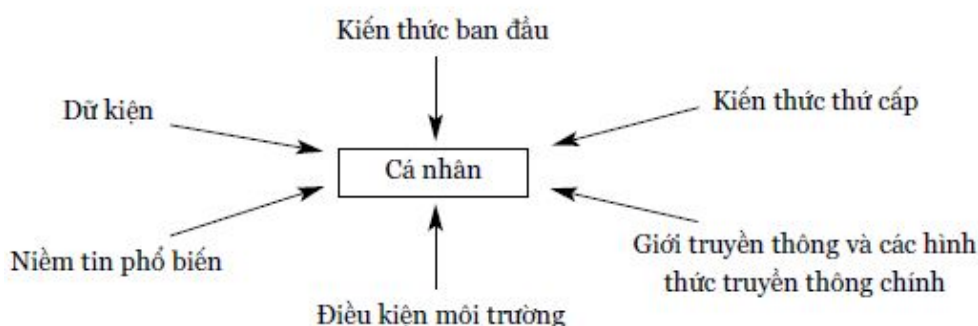 Kiến thức ban đầu
Dữ kiện
Kiến thức thứ cấp
Cá nhân
Niềm tin phổ biến
Giới truyền thông và các hình
thức truyền thông chính
Điều kiện môi trường